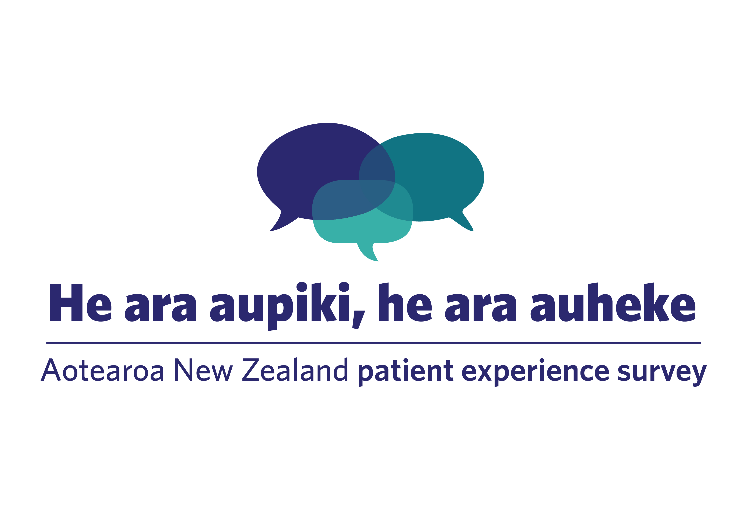 He ara aupiki, he ara auheke
Aotearoa New Zealand patient experience survey